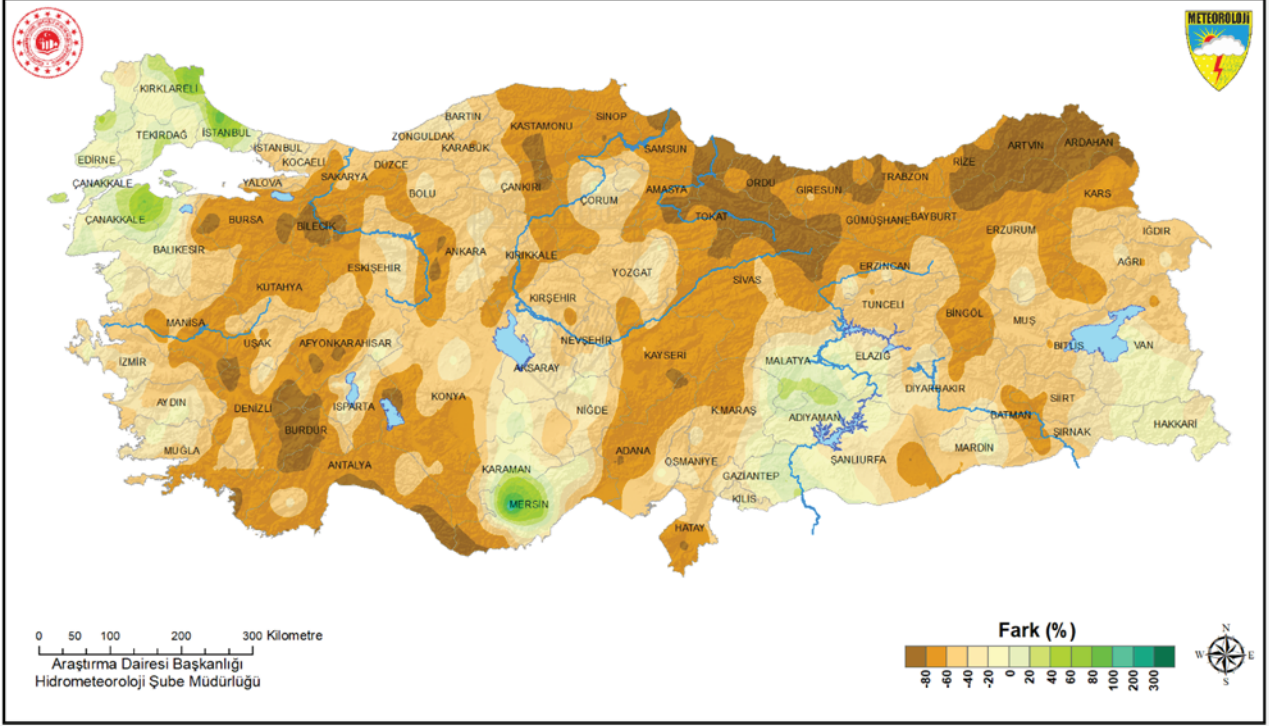 METEOROLOJİ
KIRKLARELİ
TEKİRDAĞ
İSTANBUL
EDİRNE
İSTANBUL
KOCAELİ
ÇANAKKALE
YALOVA
SAKARYA
DÜZCE
ZONGULDAK
BARTIN
KARABÜK
KASTAMONU
SİNOP
SAMSUN
ÇANAKKALE
BURSA
BİLECİK
BOLU
ÇANKIRI
ÇORUM
AMASYA
TOKAT
ORDU
GİRESUN
TRABZON
RİZE
ARTVİN
ARDAHAN
KARS
GÜMÜŞHANE
BAYBURT
ERZURUM
IĞDIR
AĞRI
BALIKESİR
ESKİŞEHİR
ANKARA
KIRIKKALE
YOZGAT
SİVAS
ERZİNCAN
KÜTAHYA
KIRŞEHİR
TUNCELİ
BİNGÖL
MUŞ
MANİSA
UŞAK
AFYONKARAHİSAR
NEVŞEHİR
KAYSERİ
MALATYA
ELAZIĞ
BİTLİS
VAN
İZMİR
AKSARAY
DİYARBAKIR
AYDIN
DENİZLİ
ISPARTA
KONYA
NİĞDE
K.MARAŞ
ADIYAMAN
SİİRT
BATMAN
BURDUR
ŞIRNAK
HAKKARİ
MUĞLA
ANTALYA
KARAMAN
ADANA
OSMANİYE
GAZİANTEP
ŞANLIURFA
MARDİN
MERSİN
KİLİS
HATAY
0 50 100 200 300 Kilometre
Araştırma Dairesi Başkanlığı
Hidrometeoroloji Şube Müdürlüğü
Fark (%)
-80 -60 -40 -20 0 20 40 60 80 100 200 300
N
W E
S